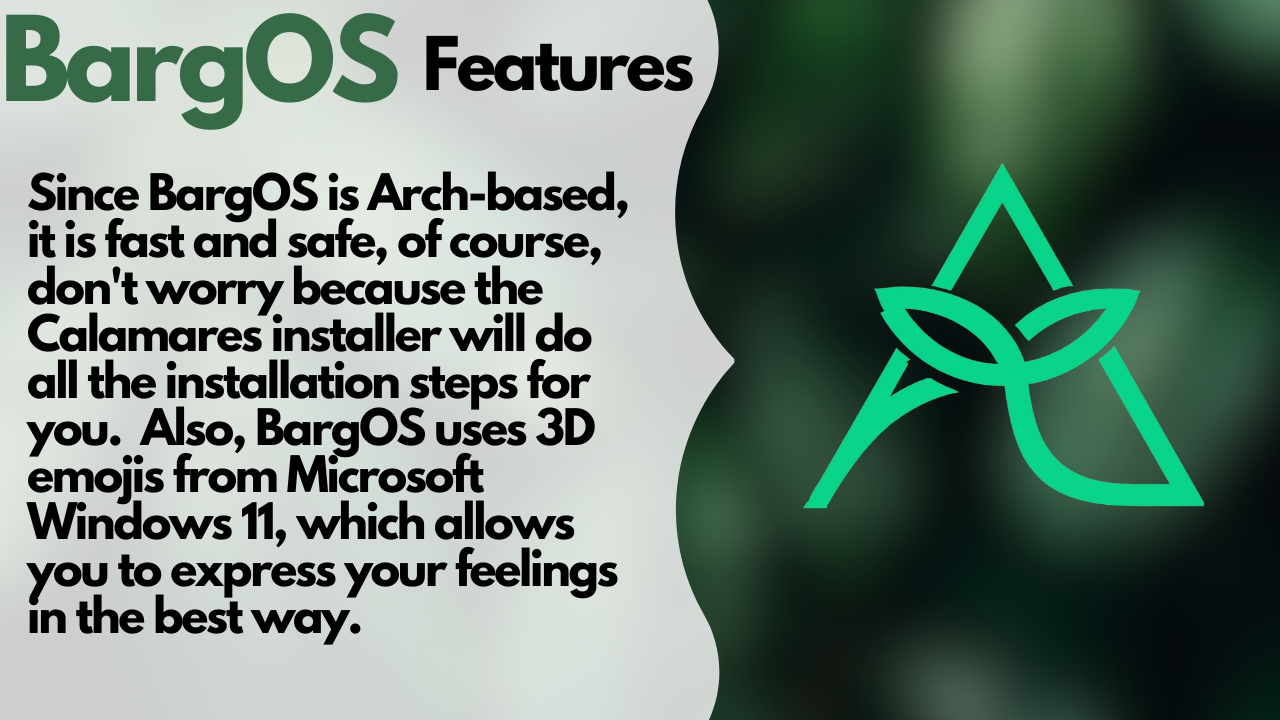 BargOS Features
Since BargOS is Arch-based,
it is fast and safe, of course,
don't worry because the
Calamares installer will do
all the installation steps for
you.  Also, BargOS uses 3D
emojis from Microsoft
Windows 11, which allows
you to express your feelings
in the best way.